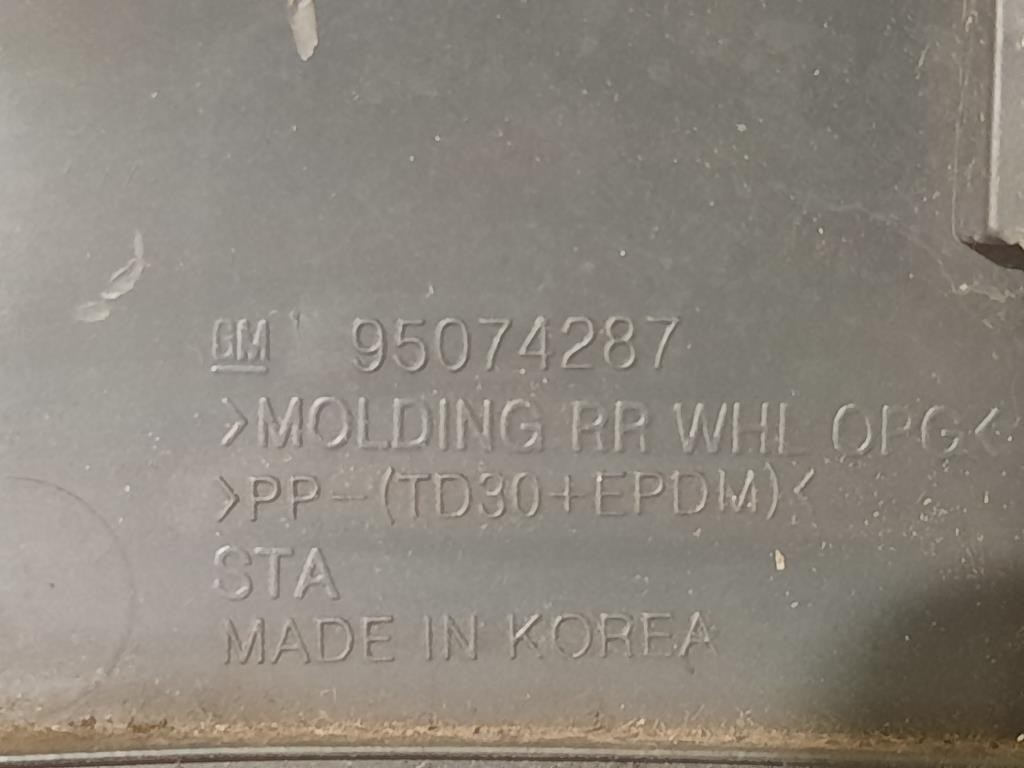 GM 95074287
>MOLDING RR WHL OPG<
>PP-(TD30+EPDM)<
STA
MADE IN KOREA